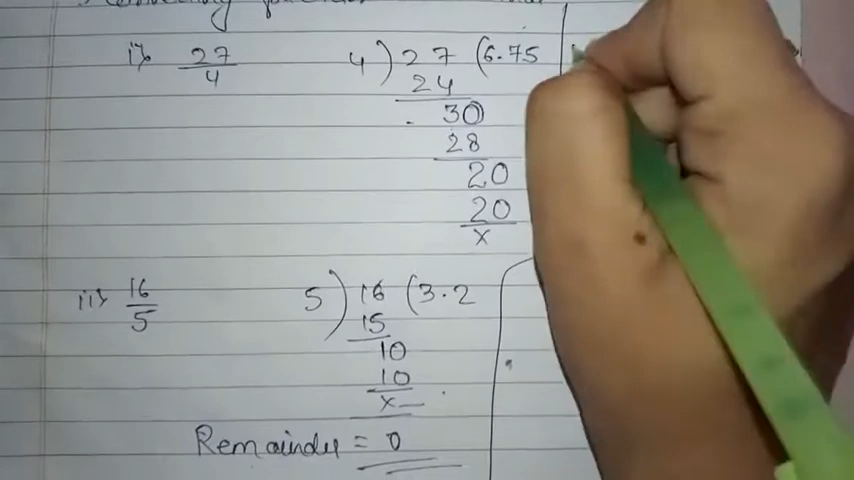 i) 27/4
4) 27 (6.75
24
30
28
20
20
x
ii) 16/5
5) 16 (3.2
15
10
10
x
Remainder = 0